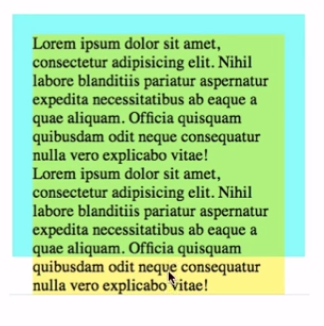 Lorem ipsum dolor sit amet,
consectetur adipisicing elit. Nihil
labore blanditiis pariatur aspernatur
expedita necessitatibus ab eaque a
quae aliquam. Officia quisquam
quibusdam odit neque consequatur
nulla vero explicabo vitae!
Lorem ipsum dolor sit amet,
consectetur adipisicing elit. Nihil
labore blanditiis pariatur aspernatur
expedita necessitatibus ab eaque a
quae aliquam. Officia quisquam
quibusdam odit neque consequatur
nulla vero explicabo vitae!